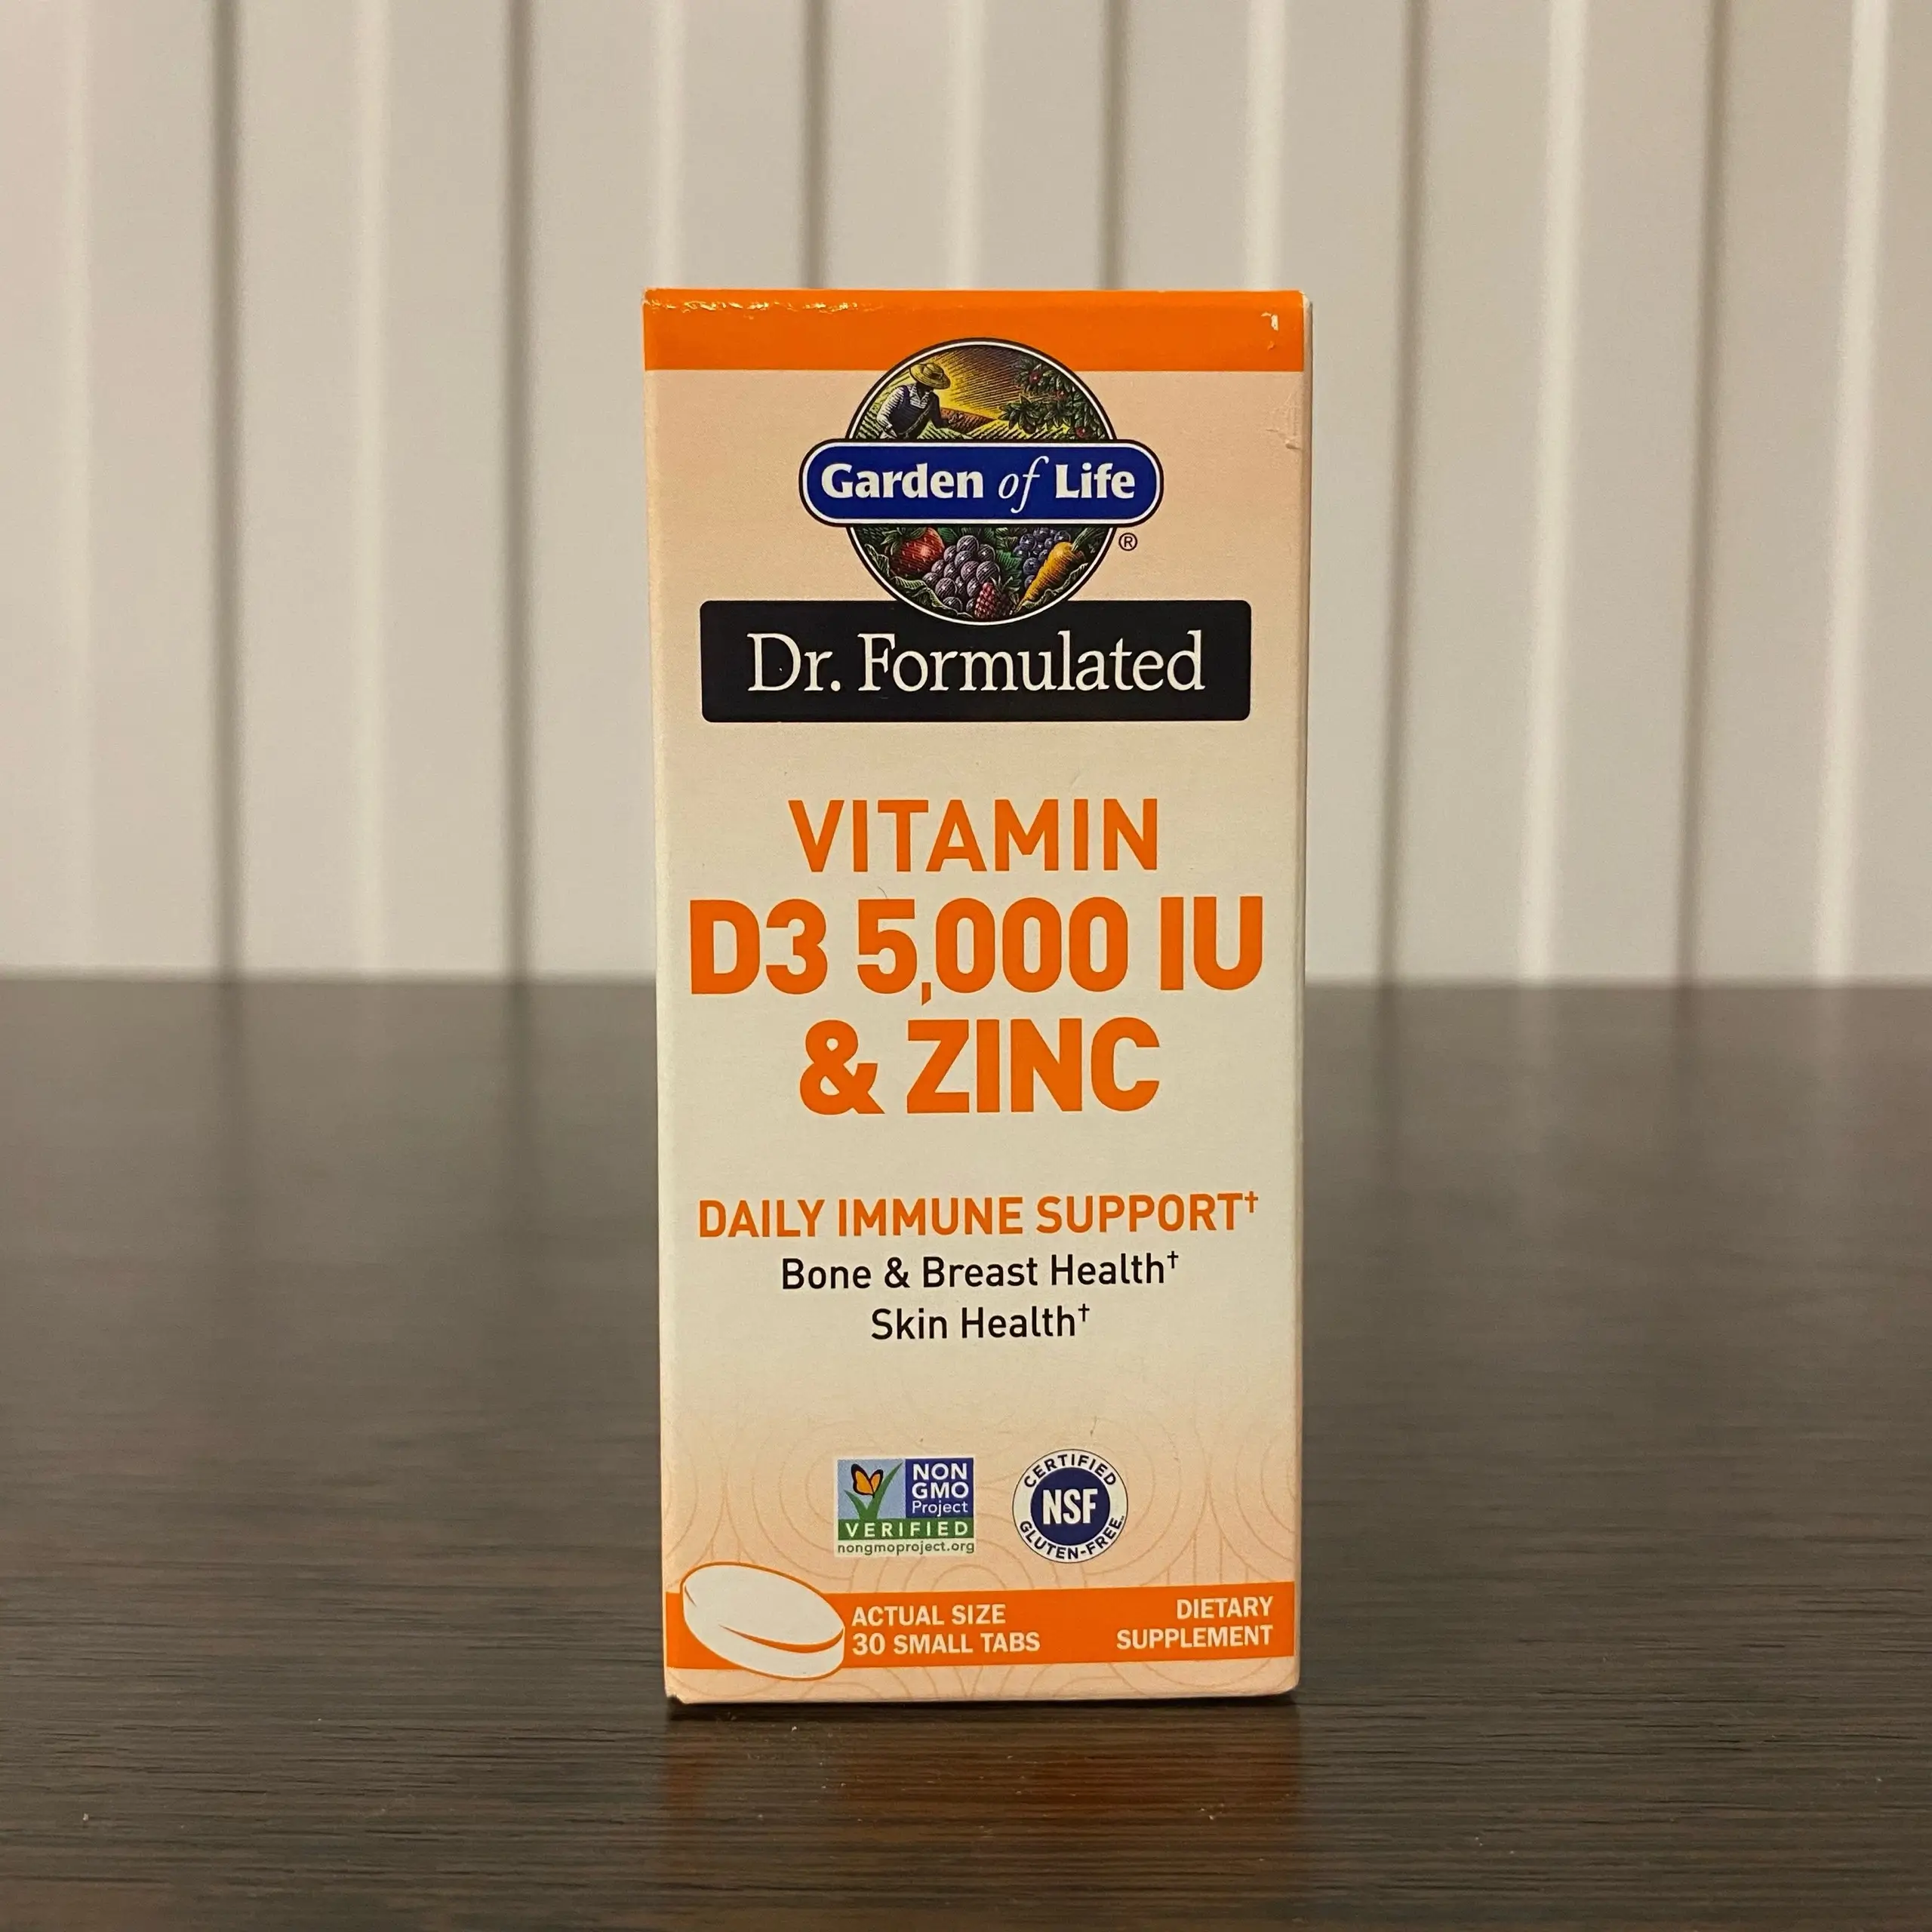 Garden of Life
®
Dr. Formulated
VITAMIN
D3 5,000 IU
& ZINC
DAILY IMMUNE SUPPORT†
Bone & Breast Health†
Skin Health†
NON
GMO
Project
VERIFIED
nongmoproject.org
CERTIFIED
NSF
GLUTEN-FREE
ACTUAL SIZE
30 SMALL TABS
DIETARY
SUPPLEMENT